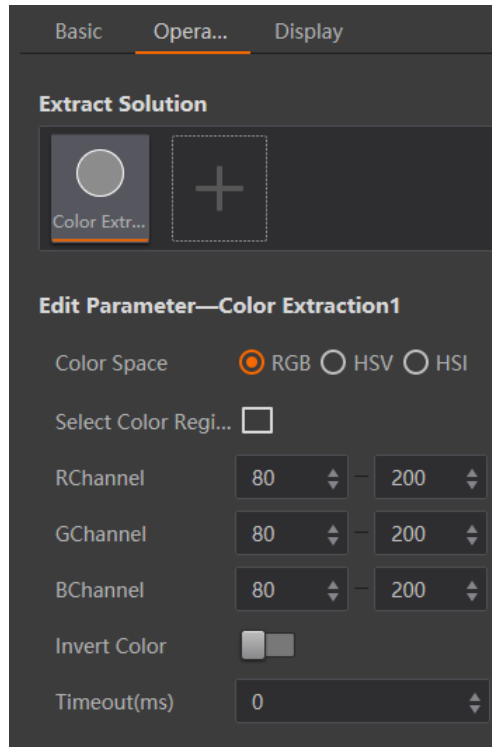 Basic Opera... Display
Extract Solution
Color Extr...
Edit Parameter—Color Extraction1
Color Space RGB HSV HSI
Select Color Regi...
RChannel 80 – 200
GChannel 80 – 200
BChannel 80 – 200
Invert Color
Timeout(ms) 0